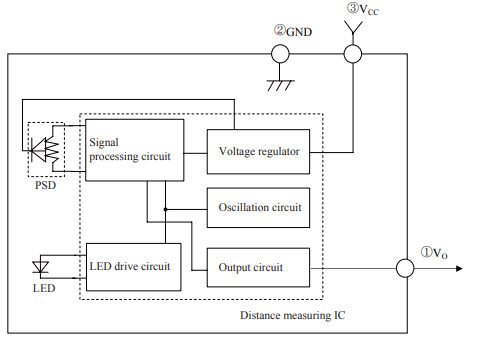 ③VCC
②GND
Signal
processing circuit
Voltage regulator
PSD
Oscillation circuit
①VO
LED drive circuit
Output circuit
LED
Distance measuring IC